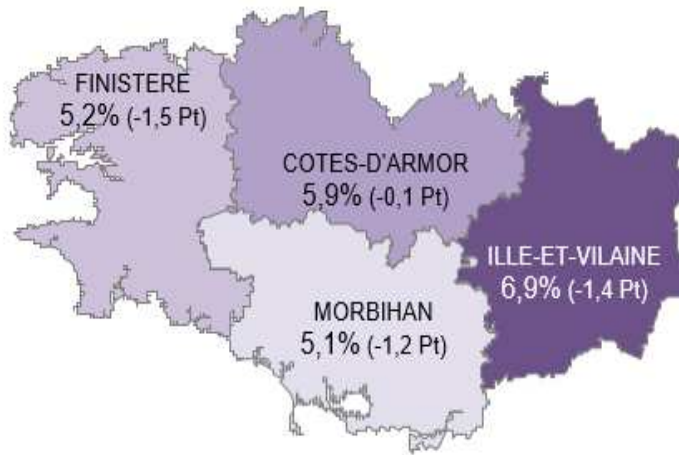 FINISTERE
5,2% (-1,5 Pt)
COTES-D'ARMOR
5,9% (-0,1 Pt)
ILLE-ET-VILAINE
6,9% (-1,4 Pt)
MORBIHAN
5,1% (-1,2 Pt)